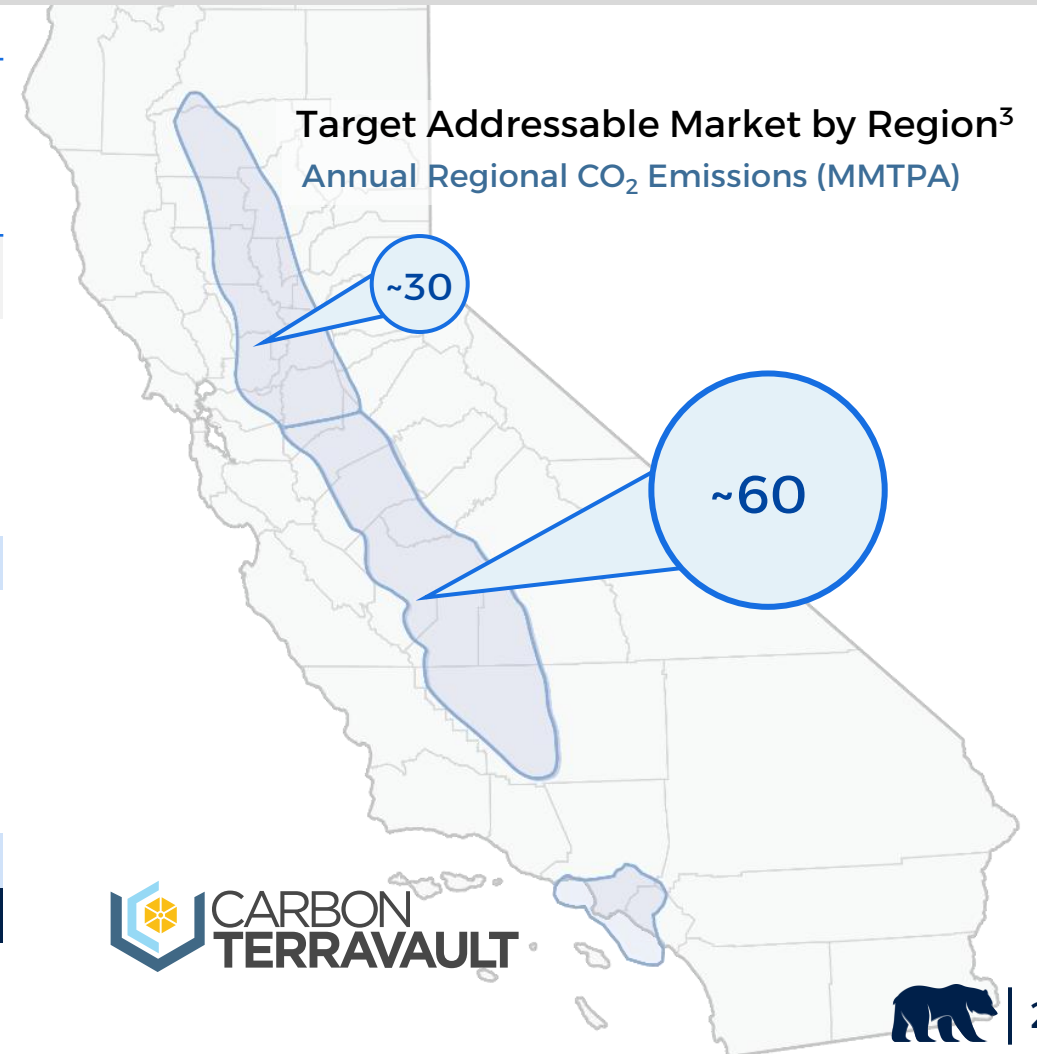 Target Addressable Market by Region³
Annual Regional CO₂ Emissions (MMTPA)
~30
~60
CARBON
TERRAVAULT